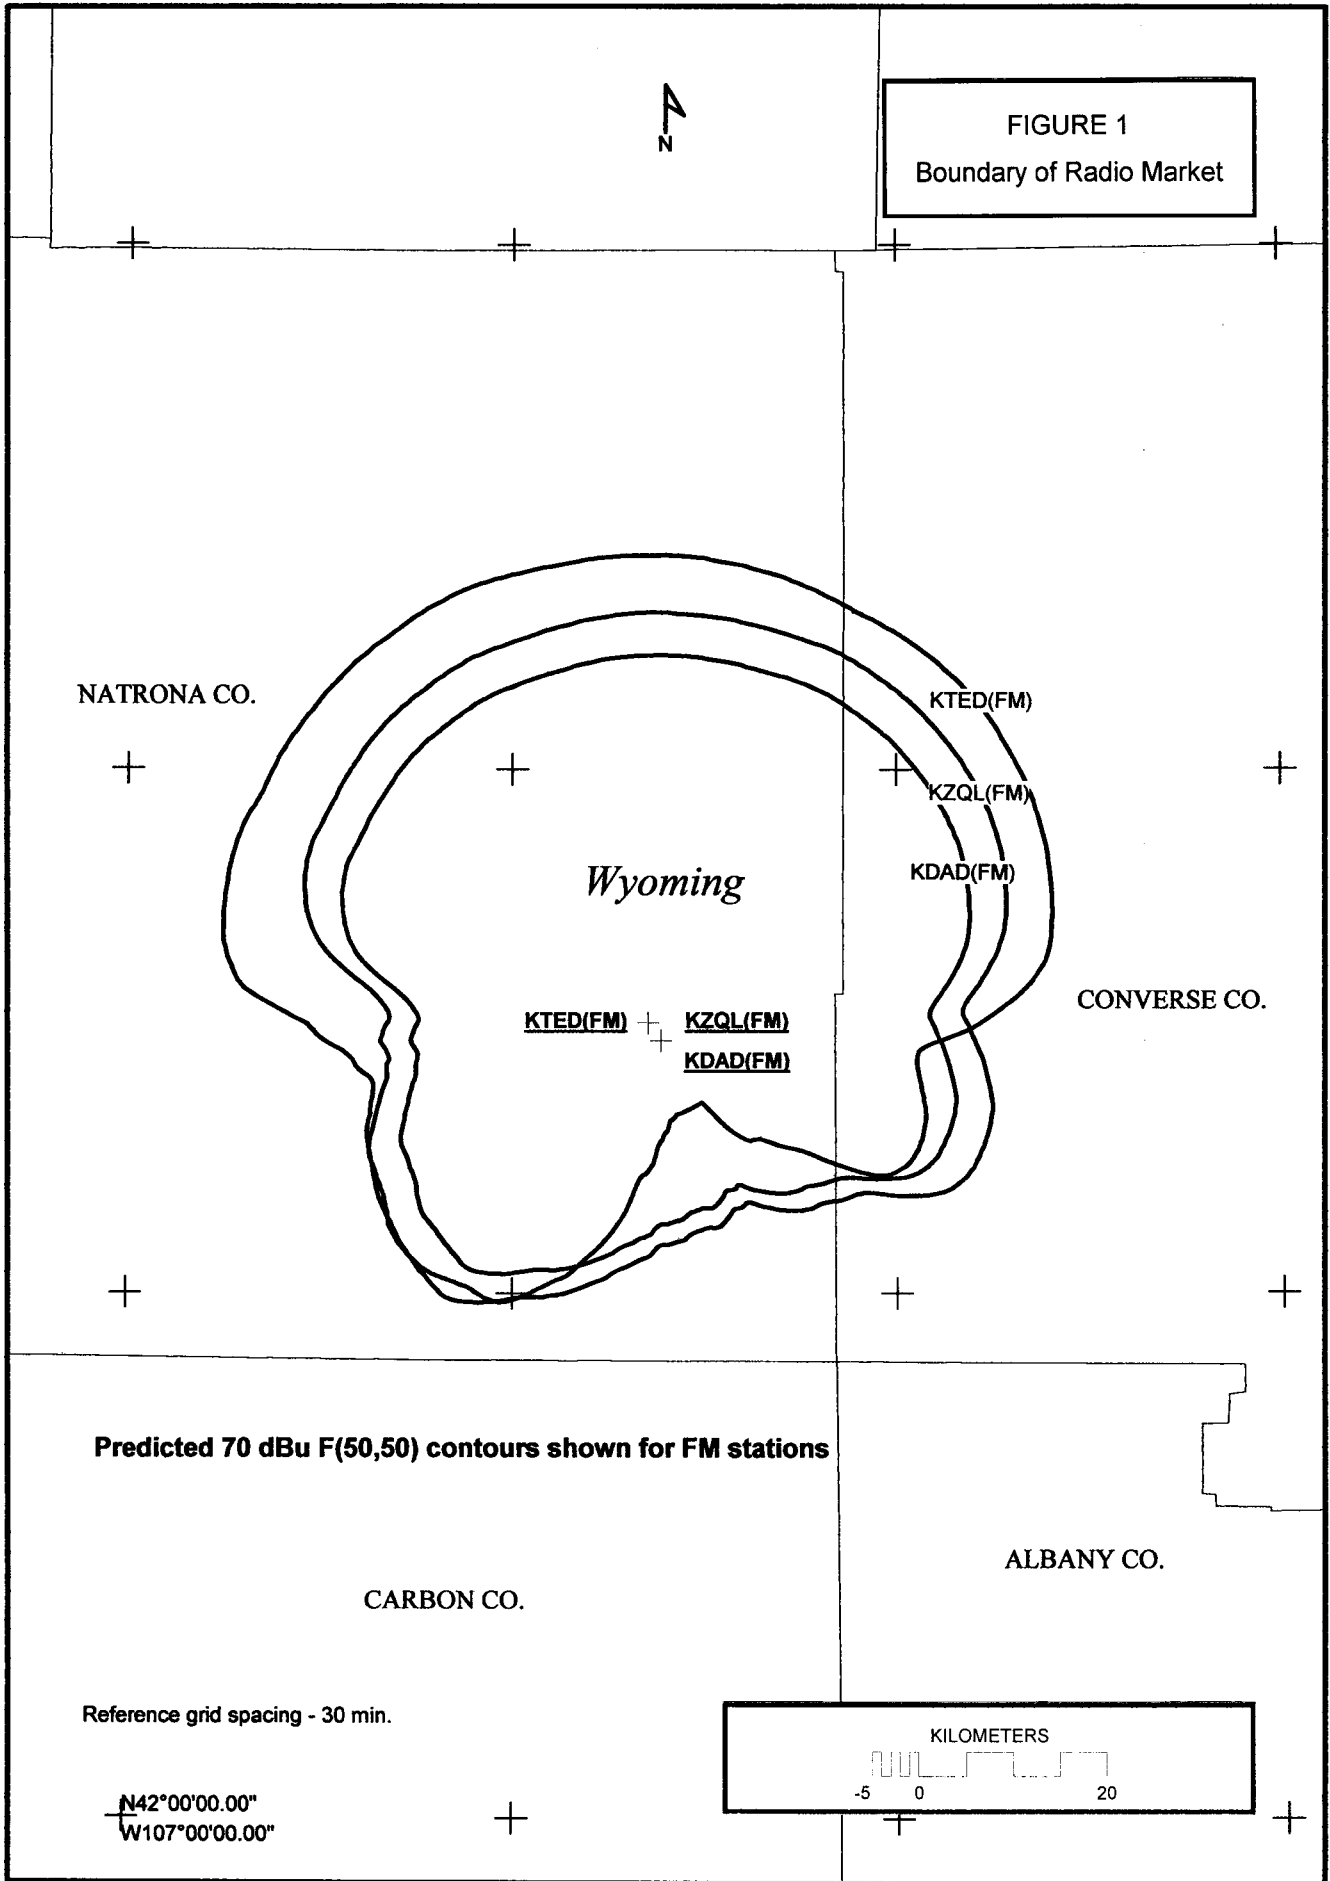 N
FIGURE 1
Boundary of Radio Market
NATRONA CO.
KTED(FM)
KZQL(FM)
KDAD(FM)
Wyoming
CONVERSE CO.
KTED(FM)
KZQL(FM)
KDAD(FM)
Predicted 70 dBu F(50,50) contours shown for FM stations
ALBANY CO.
CARBON CO.
Reference grid spacing - 30 min.
KILOMETERS
-5 0 20
N42°00'00.00"
W107°00'00.00"